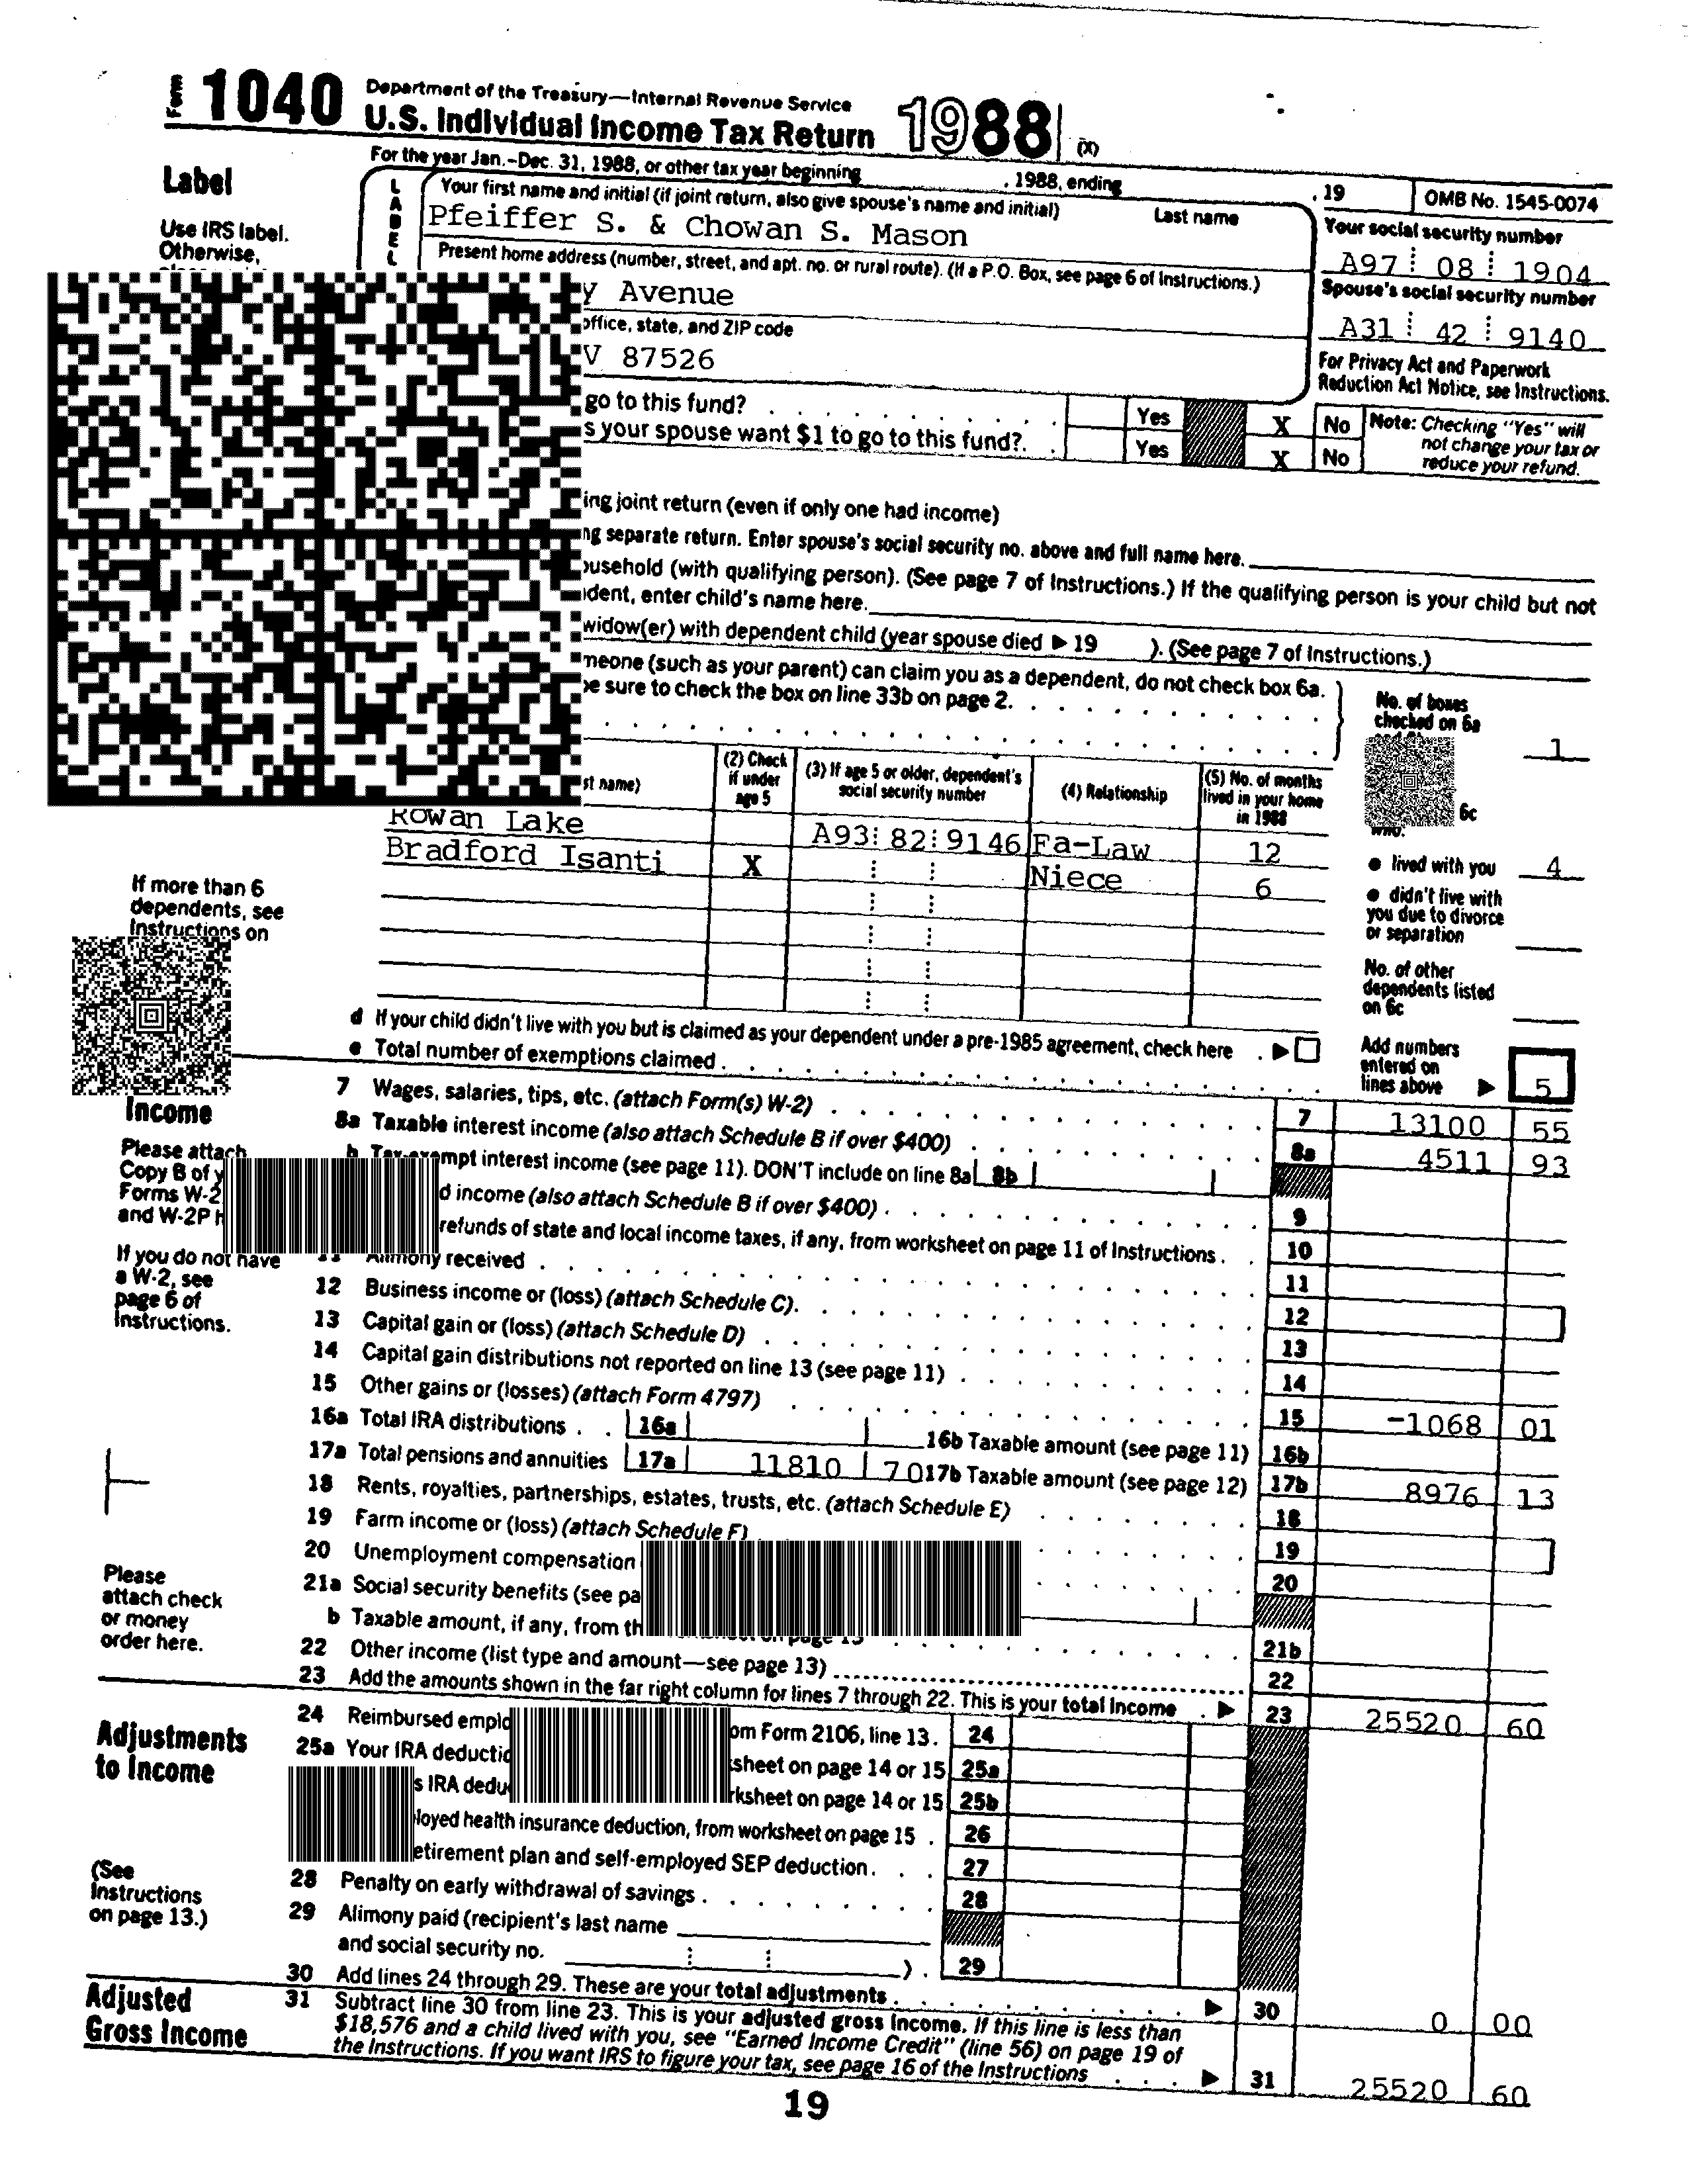 Form 1040 Department of the Treasury—Internal Revenue Service
U.S. Individual Income Tax Return 1988 (X)
For the year Jan.–Dec. 31, 1988, or other tax year beginning , 1988, ending , 19 OMB No. 1545-0074
Label
Use IRS label.
Otherwise,
LABEL
Your first name and initial (if joint return, also give spouse's name and initial) Last name
Pfeiffer S. & Chowan S. Mason
Your social security number
A97 08 1904
Present home address (number, street, and apt. no. or rural route). (If a P.O. Box, see page 6 of Instructions.)
Avenue
Spouse's social security number
A31 42 9140
office, state, and ZIP code
V 87526
For Privacy Act and Paperwork
Reduction Act Notice, see Instructions.
go to this fund? Yes X No
your spouse want $1 to go to this fund? Yes X No
Note: Checking "Yes" will
not change your tax or
reduce your refund.
joint return (even if only one had income)
separate return. Enter spouse's social security no. above and full name here.
(with qualifying person). (See page 7 of Instructions.) If the qualifying person is your child but not
enter child's name here.
widow(er) with dependent child (year spouse died ▶ 19 ). (See page 7 of Instructions.)
(such as your parent) can claim you as a dependent, do not check box 6a.
be sure to check the box on line 33b on page 2.
No. of boxes
checked on 6a
1
name)
(2) Check
if under
age 5
(3) If age 5 or older, dependent's
social security number
(4) Relationship
(5) No. of months
lived in your home
in 1988
6c
who:
Rowan Lake A93 82 9146 Fa-Law 12
Bradford Isanti X Niece 6
● lived with you 4
● didn't live with
you due to divorce
or separation
No. of other
dependents listed
on 6c
If more than 6
dependents, see
Instructions on
d If your child didn't live with you but is claimed as your dependent under a pre-1985 agreement, check here ▶
e Total number of exemptions claimed
Add numbers
entered on
lines above ▶ 5
Income
Please attach
Copy B of
Forms W-2
and W-2P
If you do not have
a W-2, see
page 6 of
Instructions.
Please
attach check
or money
order here.
7 Wages, salaries, tips, etc. (attach Form(s) W-2) 7 13100 55
8a Taxable interest income (also attach Schedule B if over $400) 8a 4511 93
b Tax-exempt interest income (see page 11). DON'T include on line 8a 8b
income (also attach Schedule B if over $400) 9
refunds of state and local income taxes, if any, from worksheet on page 11 of Instructions 10
11 Alimony received 11
12 Business income or (loss) (attach Schedule C) 12
13 Capital gain or (loss) (attach Schedule D) 13
14 Capital gain distributions not reported on line 13 (see page 11) 14
15 Other gains or (losses) (attach Form 4797) 15 -1068 01
16a Total IRA distributions 16a 16b Taxable amount (see page 11) 16b
17a Total pensions and annuities 17a 11810 70 17b Taxable amount (see page 12) 17b 8976 13
18 Rents, royalties, partnerships, estates, trusts, etc. (attach Schedule E) 18
19 Farm income or (loss) (attach Schedule F) 19
20 Unemployment compensation 20
21a Social security benefits (see
b Taxable amount, if any, from page 13 21b
22 Other income (list type and amount—see page 13) 22
23 Add the amounts shown in the far right column for lines 7 through 22. This is your total income ▶ 23 25520 60
Adjustments
to Income
(See
Instructions
on page 13.)
24 Reimbursed from Form 2106, line 13 24
25a Your IRA on page 14 or 15 25a
IRA on page 14 or 15 25b
health insurance deduction, from worksheet on page 15 26
retirement plan and self-employed SEP deduction 27
28 Penalty on early withdrawal of savings 28
29 Alimony paid (recipient's last name
and social security no. ) 29
30 Add lines 24 through 29. These are your total adjustments ▶ 30 0 00
Adjusted
Gross Income
31 Subtract line 30 from line 23. This is your adjusted gross income. If this line is less than
$18,576 and a child lived with you, see "Earned Income Credit" (line 56) on page 19 of
the Instructions. If you want IRS to figure your tax, see page 16 of the Instructions ▶ 31 25520 60
19